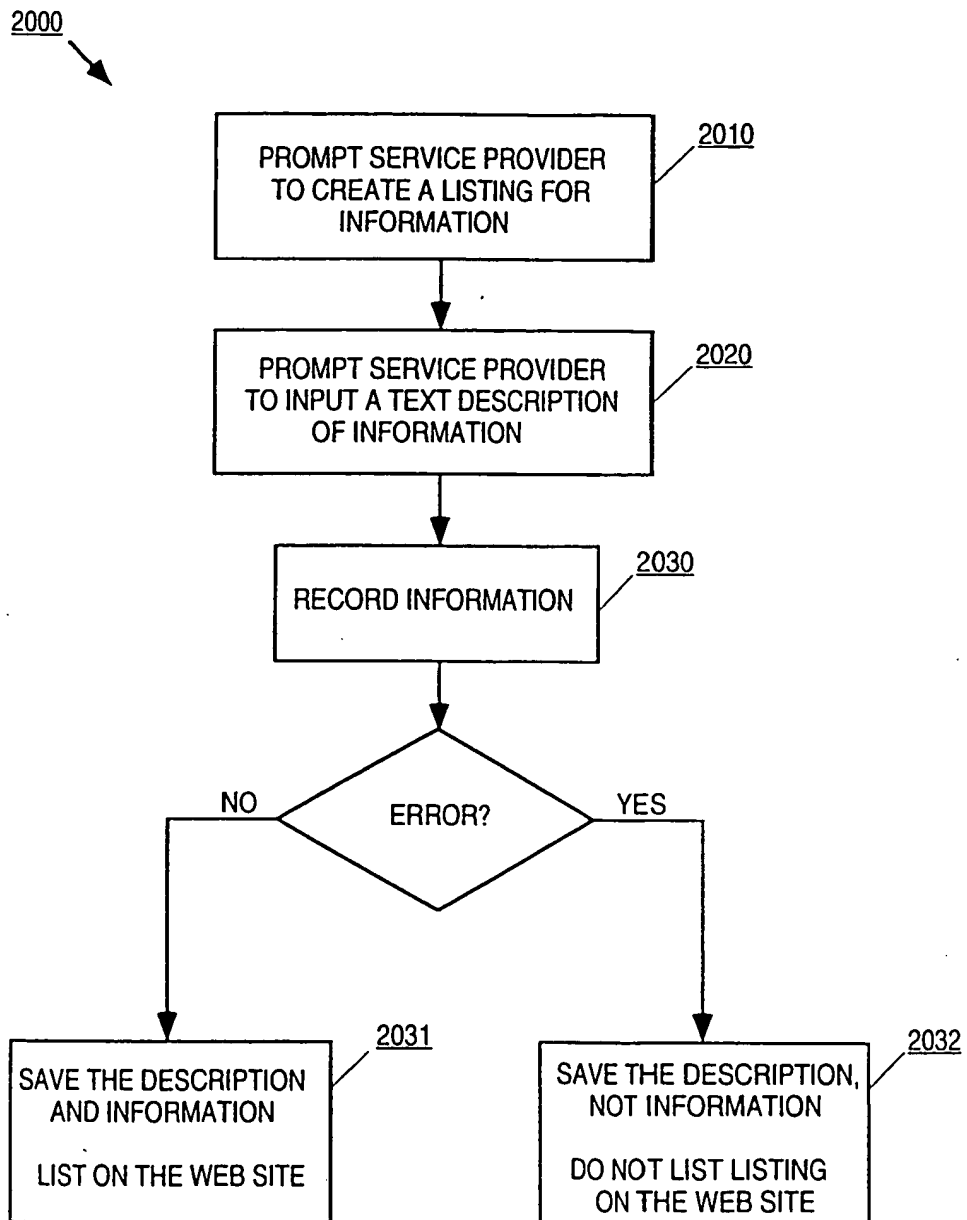 2000
PROMPT SERVICE PROVIDER
TO CREATE A LISTING FOR
INFORMATION
2010
PROMPT SERVICE PROVIDER
TO INPUT A TEXT DESCRIPTION
OF INFORMATION
2020
RECORD INFORMATION
2030
ERROR?
NO
YES
SAVE THE DESCRIPTION
AND INFORMATION
LIST ON THE WEB SITE
2031
SAVE THE DESCRIPTION,
NOT INFORMATION
DO NOT LIST LISTING
ON THE WEB SITE
2032